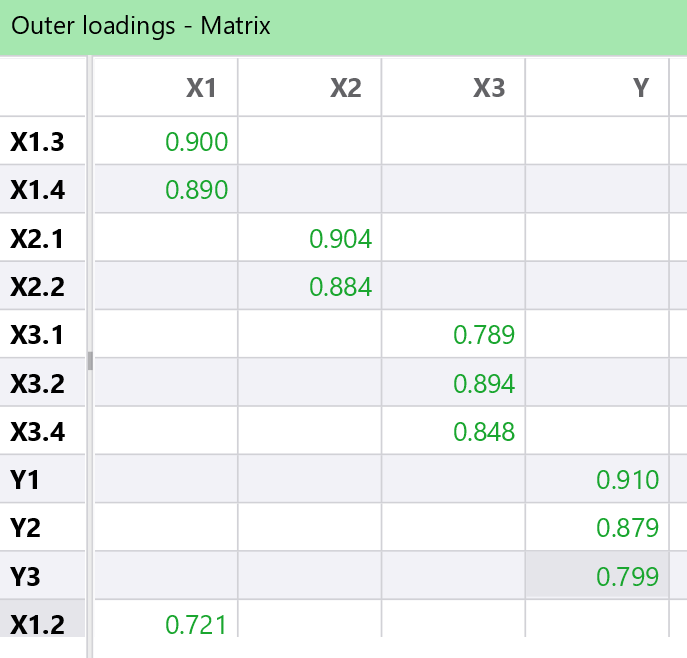 Outer loadings - Matrix
X1 X2 X3 Y
X1.3 0.900
X1.4 0.890
X2.1 0.904
X2.2 0.884
X3.1 0.789
X3.2 0.894
X3.4 0.848
Y1 0.910
Y2 0.879
Y3 0.799
X1.2 0.721